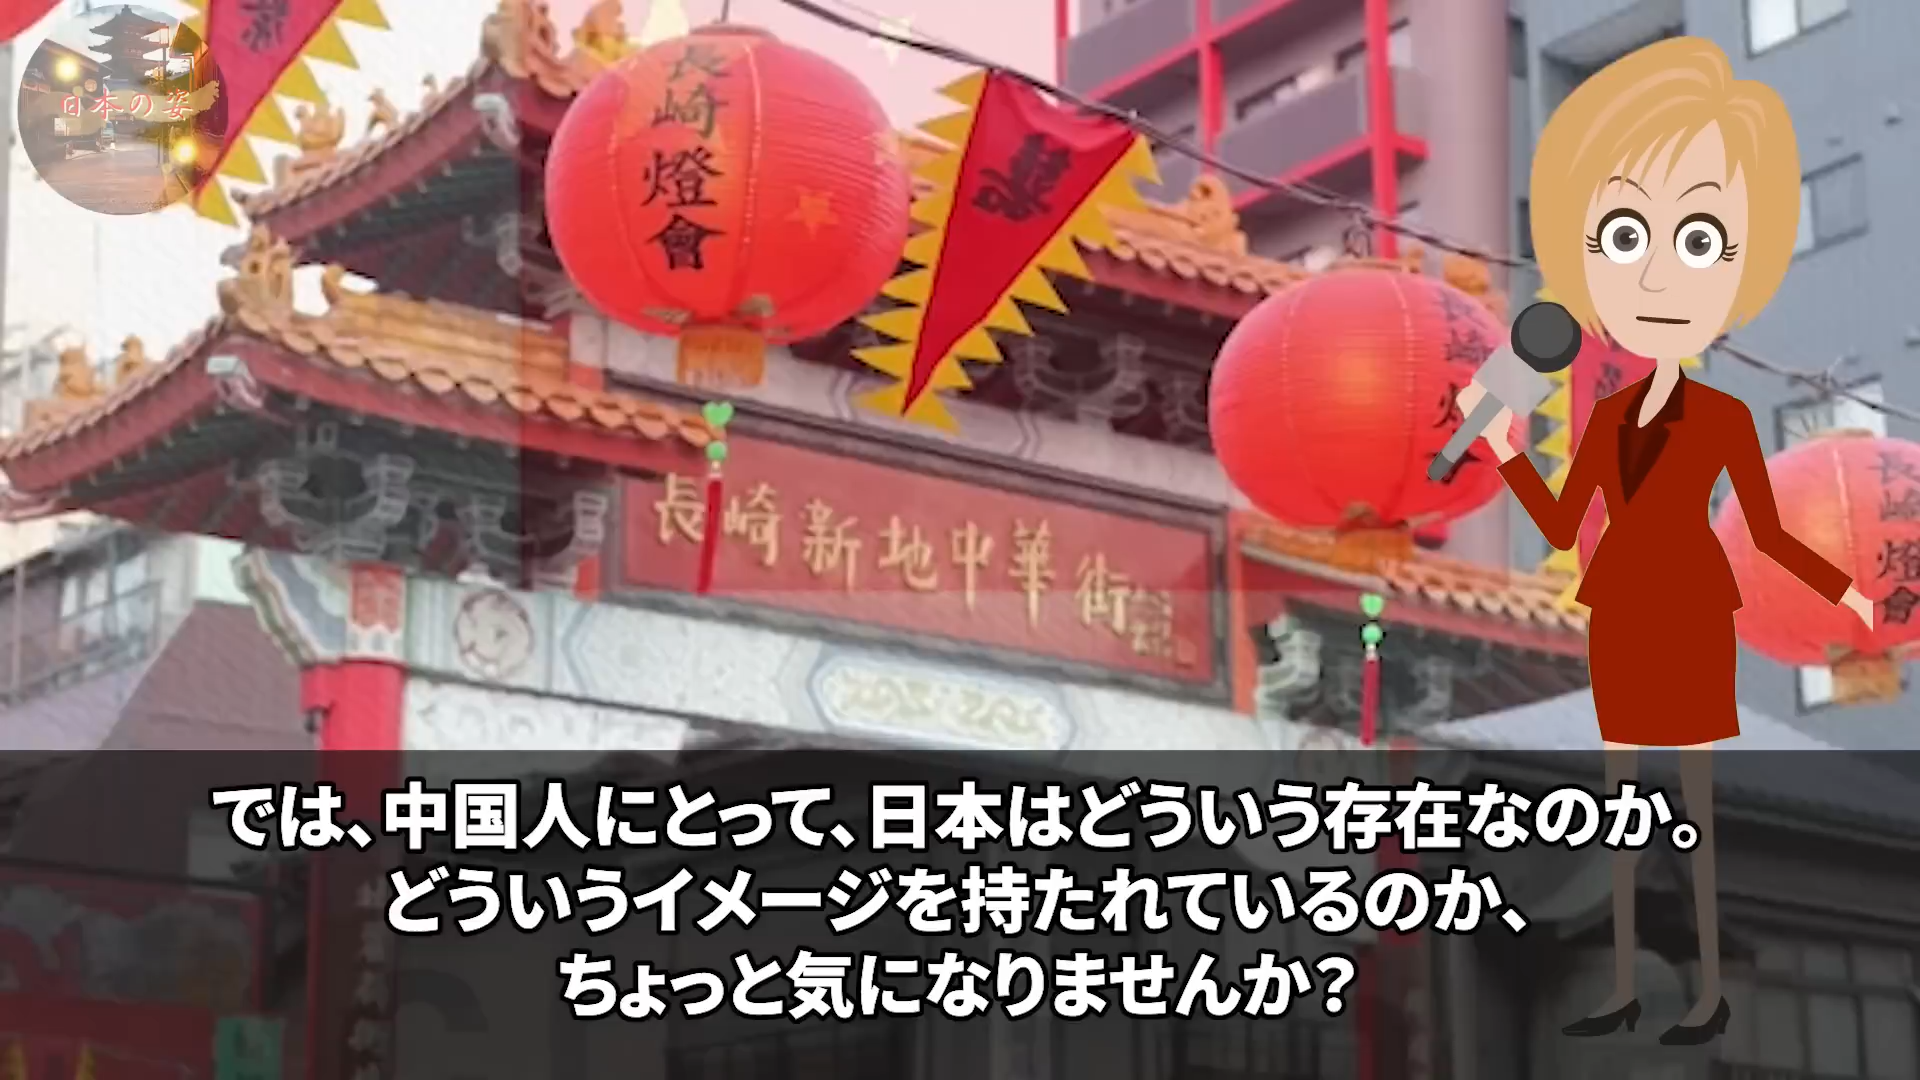 日本の姿
長崎燈會
長崎新地中華街
長崎燈會
では、中国人にとって、日本はどういう存在なのか。
どういうイメージを持たれているのか、
ちょっと気になりませんか?